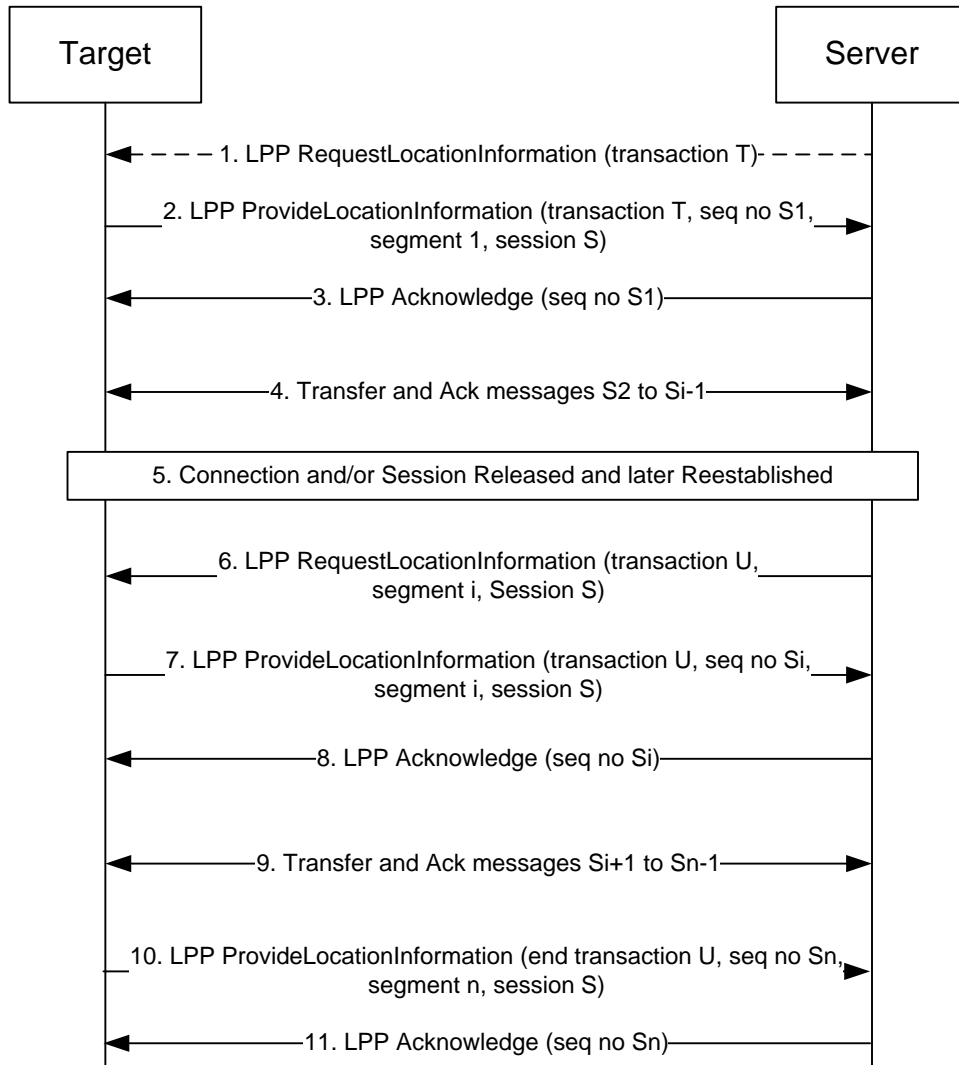 Target
Server
1. LPP RequestLocationInformation (transaction T)
2. LPP ProvideLocationInformation (transaction T, seq no S1,
segment 1, session S)
3. LPP Acknowledge (seq no S1)
4. Transfer and Ack messages S2 to Si-1
5. Connection and/or Session Released and later Reestablished
6. LPP RequestLocationInformation (transaction U,
segment i, Session S)
7. LPP ProvideLocationInformation (transaction U, seq no Si,
segment i, session S)
8. LPP Acknowledge (seq no Si)
9. Transfer and Ack messages Si+1 to Sn-1
10. LPP ProvideLocationInformation (end transaction U, seq no Sn,
segment n, session S)
11. LPP Acknowledge (seq no Sn)